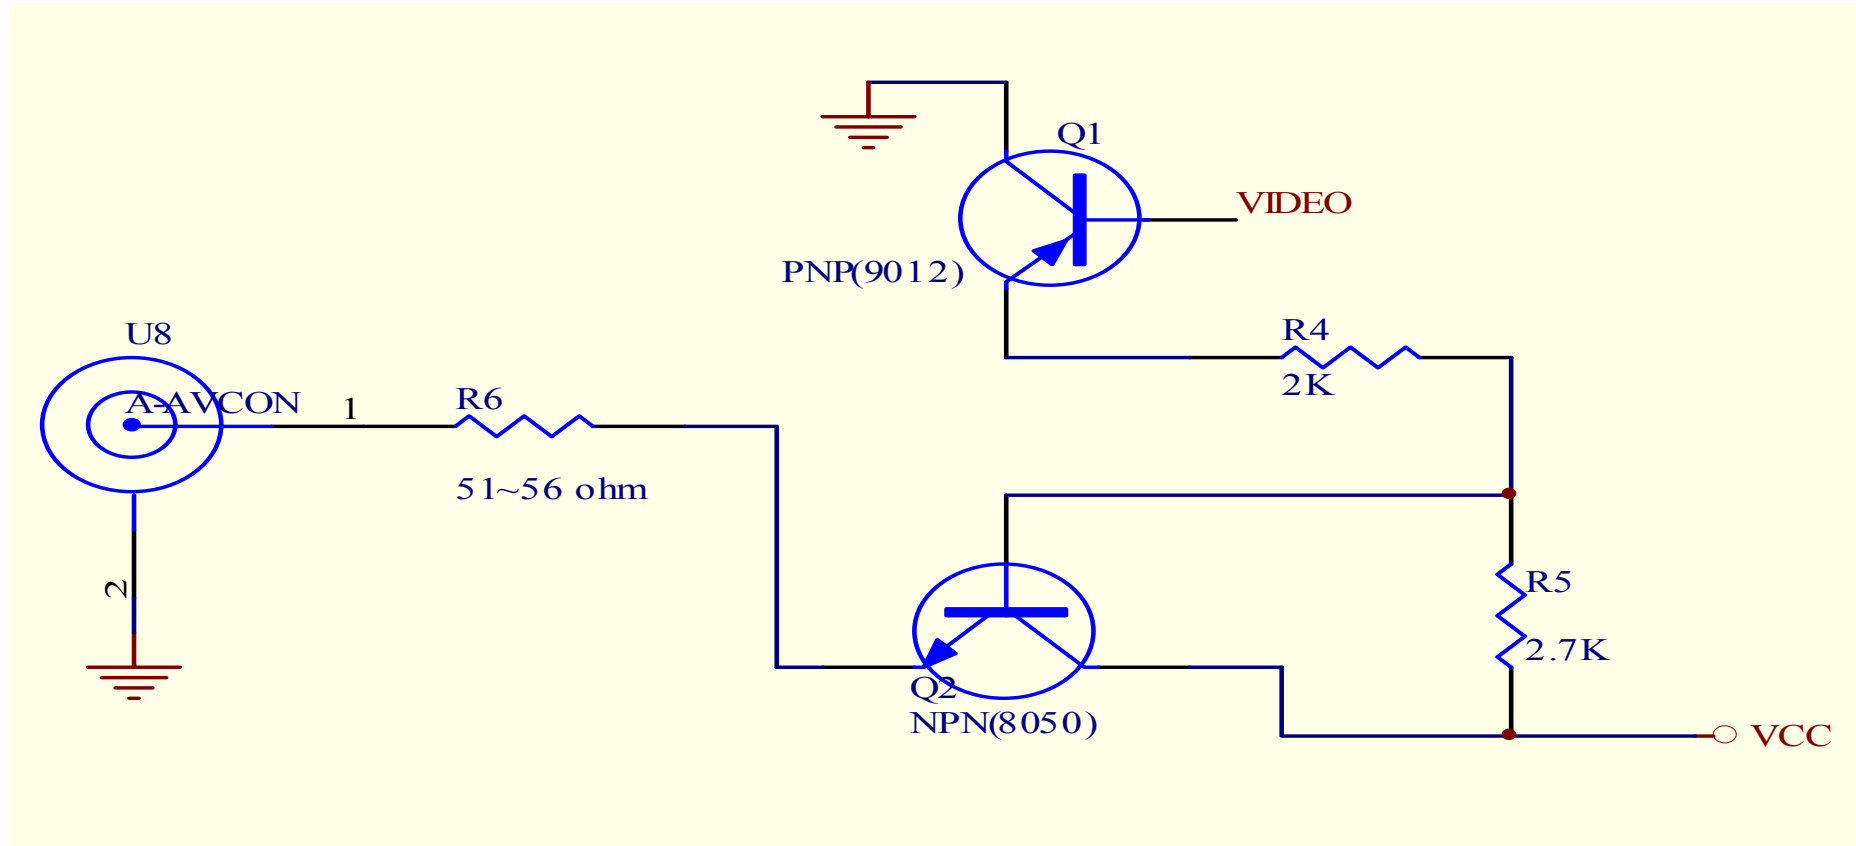 Q1
VIDEO
PNP(9012)
U8
R4
A-AVCON
1
R6
2K
51~56 ohm
2
R5
2.7K
Q2
NPN(8050)
VCC